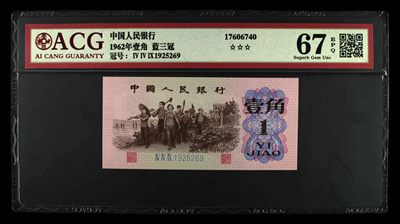 ACG
AI CANG GUARANTY
中国人民银行
1962年壹角 蓝三冠
冠号: IV IV IX 1925269
17606740
☆☆☆
67 EPQ
Superb Gem Unc
中國人民银行
壹角
1
YI
JIAO
IV IV IX 1925269